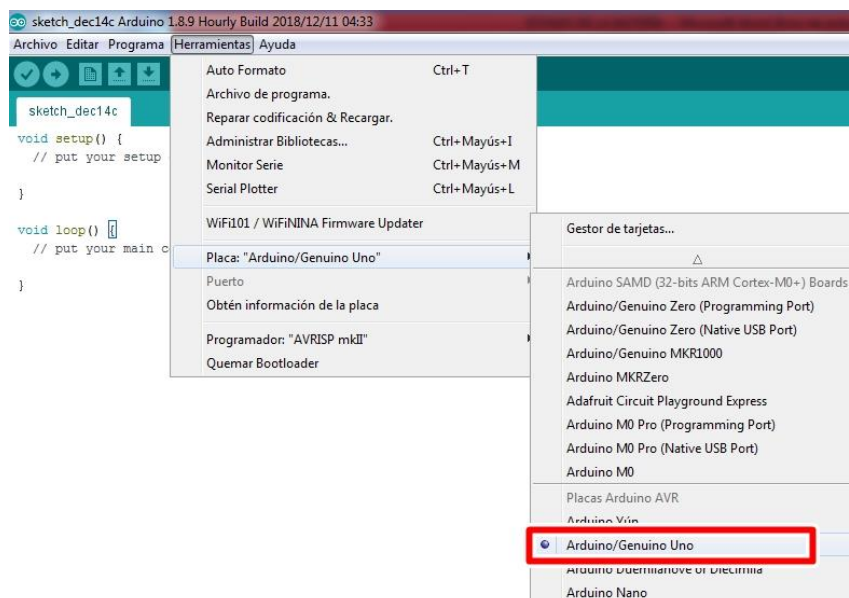 sketch_dec14c Arduino 1.8.9 Hourly Build 2018/12/11 04:33
Archivo Editar Programa Herramientas Ayuda
sketch_dec14c
void setup() {
// put your setup
}
void loop() {
// put your main c
}
Auto Formato Ctrl+T
Archivo de programa.
Reparar codificación & Recargar.
Administrar Bibliotecas... Ctrl+Mayús+I
Monitor Serie Ctrl+Mayús+M
Serial Plotter Ctrl+Mayús+L
WiFi101 / WiFiNINA Firmware Updater
Placa: "Arduino/Genuino Uno"
Puerto
Obtén información de la placa
Programador: "AVRISP mkII"
Quemar Bootloader
Gestor de tarjetas...
Arduino SAMD (32-bits ARM Cortex-M0+) Boards
Arduino/Genuino Zero (Programming Port)
Arduino/Genuino Zero (Native USB Port)
Arduino/Genuino MKR1000
Arduino MKRZero
Adafruit Circuit Playground Express
Arduino M0 Pro (Programming Port)
Arduino M0 Pro (Native USB Port)
Arduino M0
Placas Arduino AVR
Arduino Yún
Arduino/Genuino Uno
Arduino Duemilanove or Diecimila
Arduino Nano